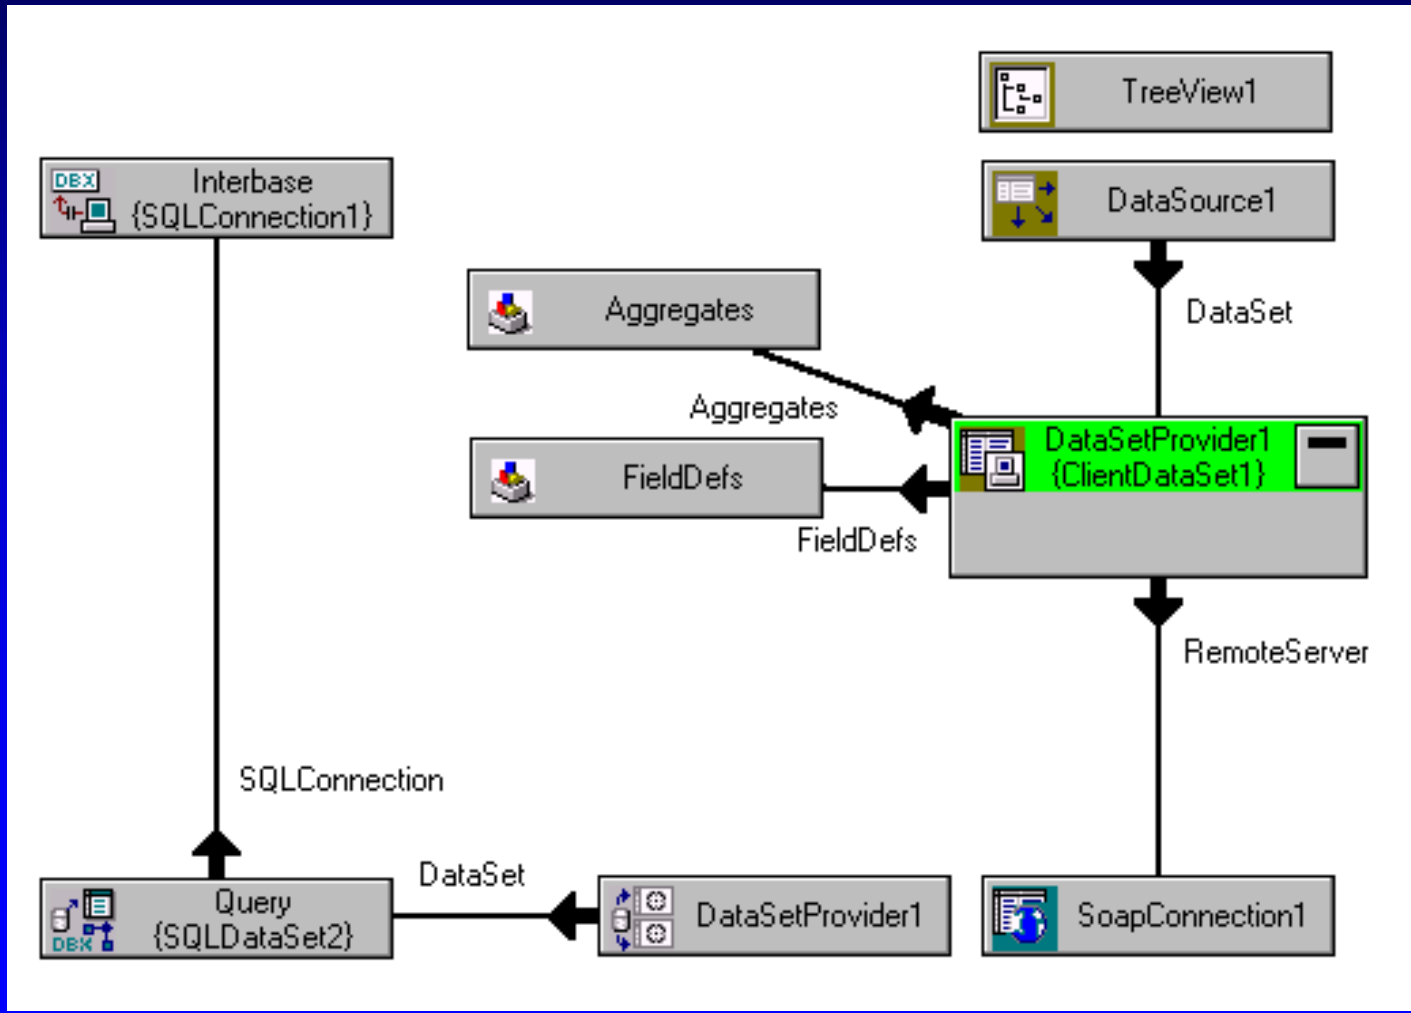 TreeView1
DBX
Interbase
{SQLConnection1}
DataSource1
Aggregates
DataSet
Aggregates
DataSetProvider1
{ClientDataSet1}
FieldDefs
FieldDefs
RemoteServer
SQLConnection
DataSet
Query
{SQLDataSet2}
DBX
DataSetProvider1
SoapConnection1